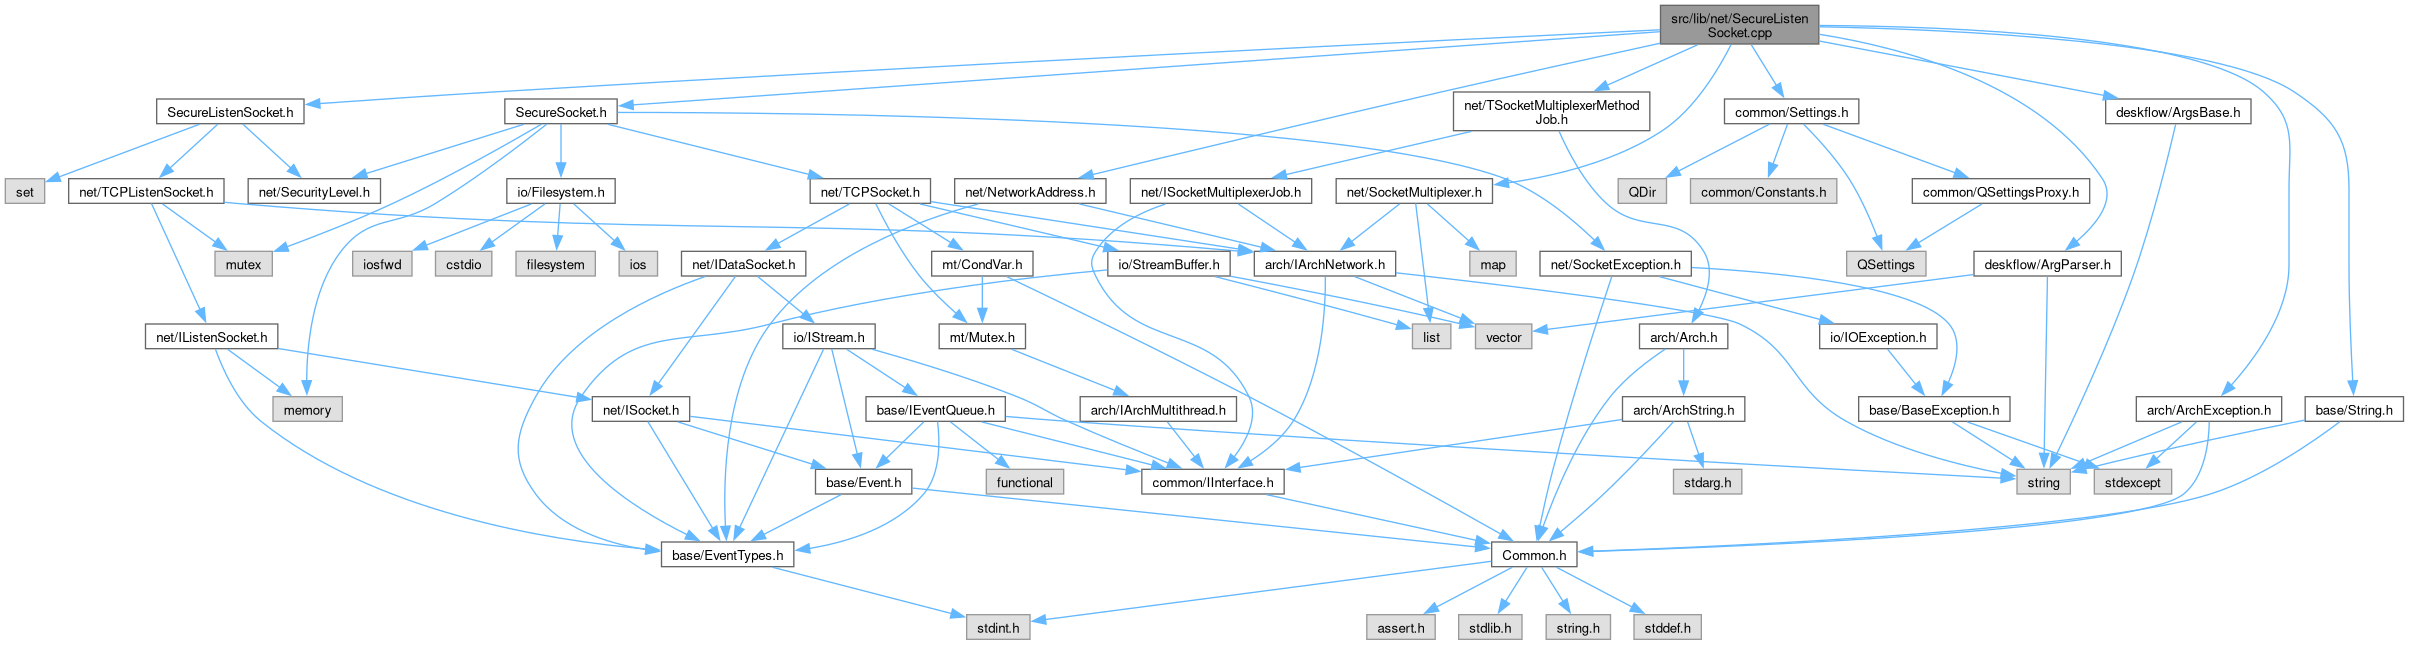 src/lib/net/SecureListen
Socket.cpp
SecureListenSocket.h
SecureSocket.h
net/TSocketMultiplexerMethod
Job.h
common/Settings.h
deskflow/ArgsBase.h
set
net/TCPListenSocket.h
net/SecurityLevel.h
io/Filesystem.h
net/TCPSocket.h
net/NetworkAddress.h
net/ISocketMultiplexerJob.h
net/SocketMultiplexer.h
QDir
common/Constants.h
common/QSettingsProxy.h
mutex
iosfwd
cstdio
filesystem
ios
net/IDataSocket.h
mt/CondVar.h
io/StreamBuffer.h
arch/IArchNetwork.h
map
net/SocketException.h
QSettings
deskflow/ArgParser.h
net/IListenSocket.h
io/IStream.h
mt/Mutex.h
list
vector
arch/Arch.h
io/IOException.h
memory
net/ISocket.h
base/IEventQueue.h
arch/IArchMultithread.h
arch/ArchString.h
base/BaseException.h
arch/ArchException.h
base/String.h
base/Event.h
functional
common/IInterface.h
stdarg.h
string
stdexcept
base/EventTypes.h
Common.h
stdint.h
assert.h
stdlib.h
string.h
stddef.h